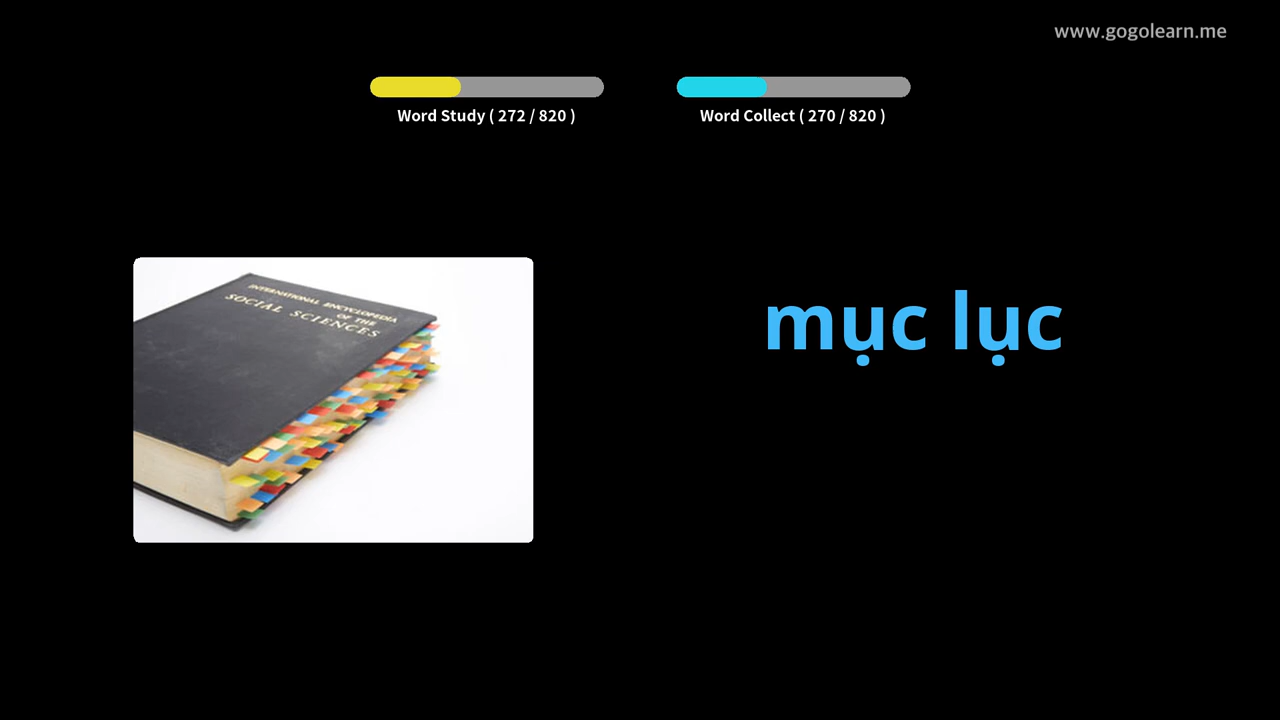 www.gogolearn.me
Word Study ( 272 / 820 )
Word Collect ( 270 / 820 )
INTERNATIONAL ENCYCLOPEDIA
OF THE
SOCIAL SCIENCES
mục lục